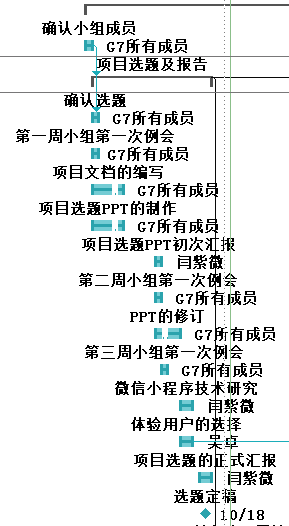 确认小组成员
G7所有成员
项目选题及报告
确认选题
G7所有成员
第一周小组第一次例会
G7所有成员
项目文档的编写
G7所有成员
项目选题PPT的制作
G7所有成员
项目选题PPT初次汇报
闫紫微
第二周小组第一次例会
G7所有成员
PPT的修订
G7所有成员
第三周小组第一次例会
G7所有成员
微信小程序技术研究
闫紫微
体验用户的选择
吴卓
项目选题的正式汇报
闫紫微
选题定稿
10/18